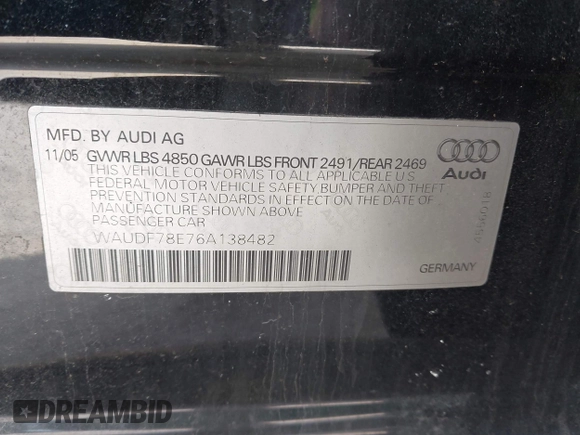 MFD. BY AUDI AG
11/05 GVWR LBS 4850 GAWR LBS FRONT 2491/REAR 2469
THIS VEHICLE CONFORMS TO ALL APPLICABLE U S
FEDERAL MOTOR VEHICLE SAFETY BUMPER AND THEFT
PREVENTION STANDARDS IN EFFECT ON THE DATE OF
MANUFACTURE SHOWN ABOVE
PASSENGER CAR
WAUDF78E76A138482
Audi
4556018
GERMANY
DREAMBID